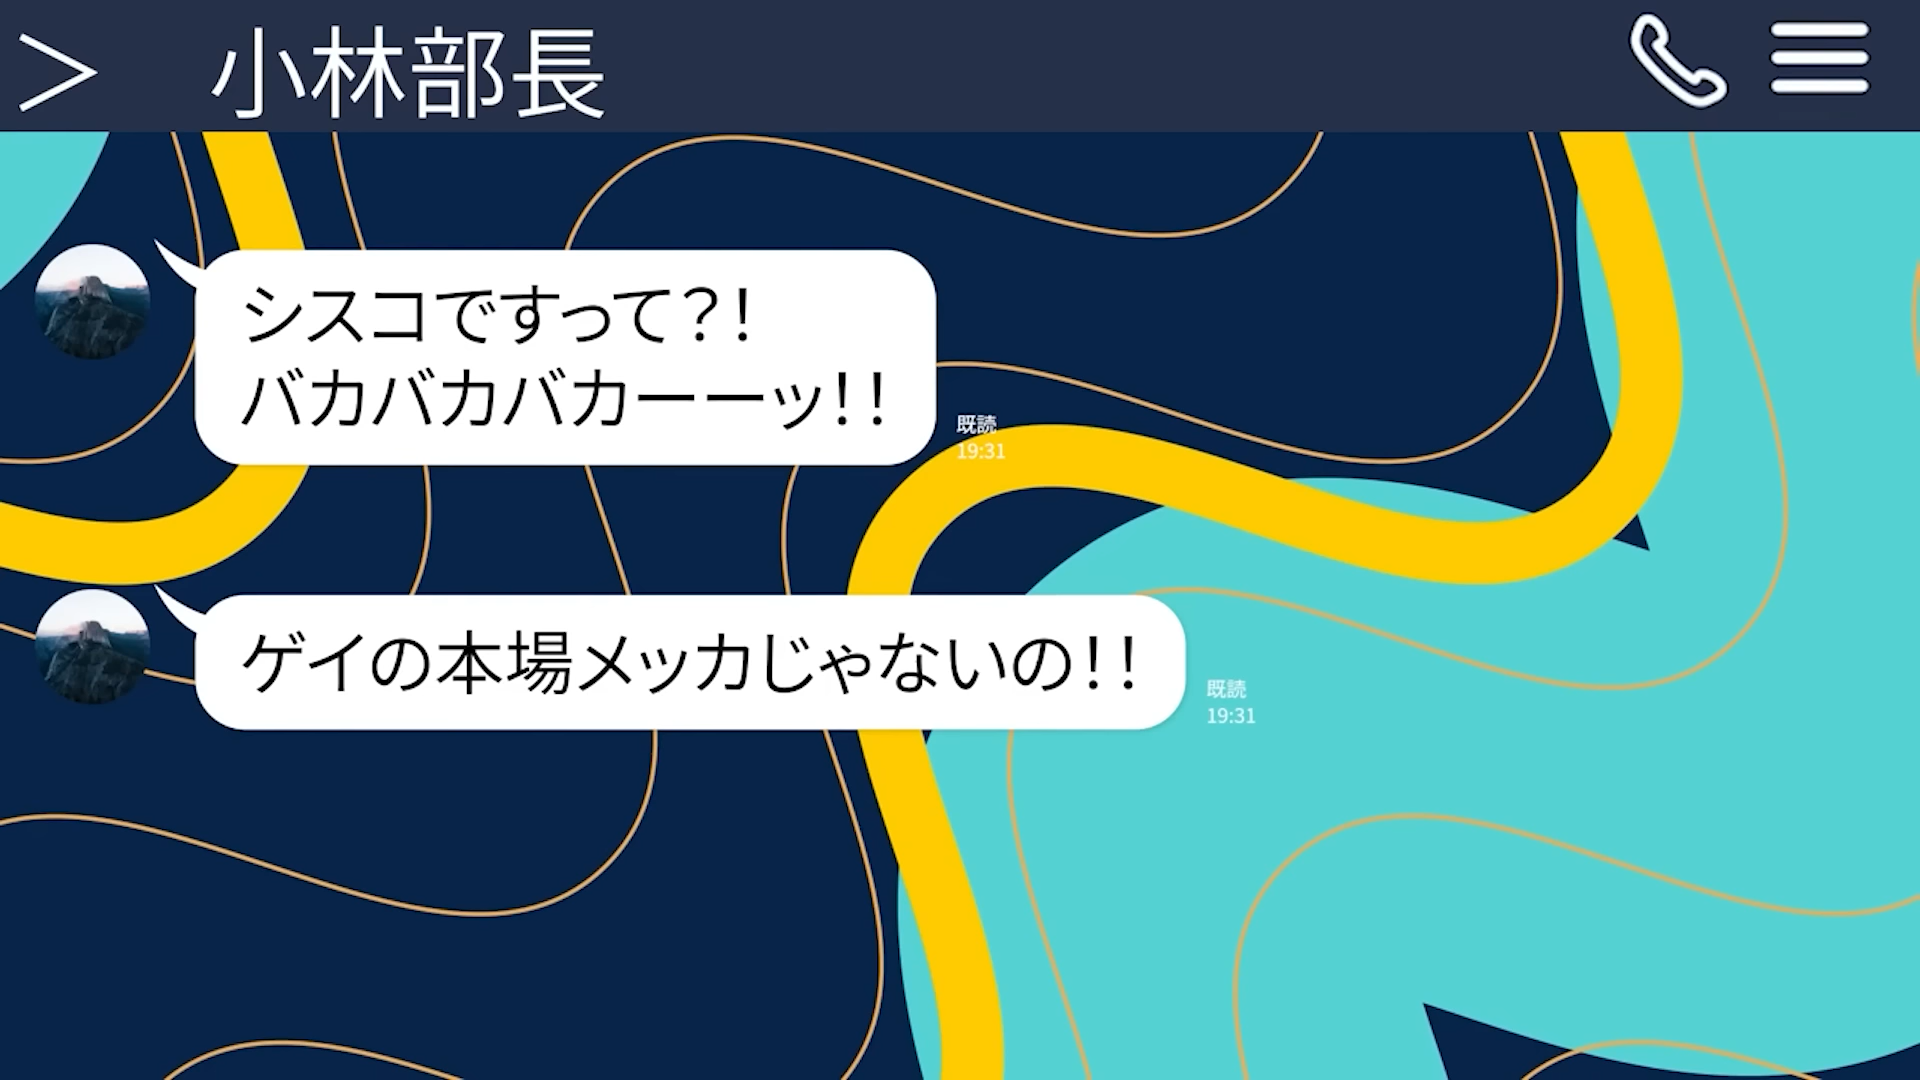 ＞ 小林部長
シスコですって？！
バカバカバカーーッ！！
既読
19:31
ゲイの本場メッカじゃないの！！
既読
19:31